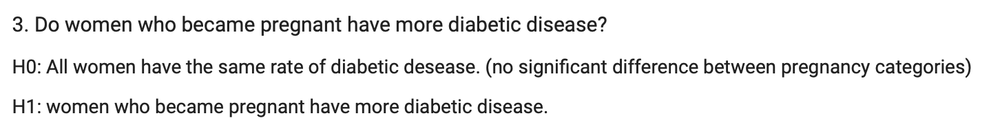 3. Do women who became pregnant have more diabetic disease?
H0: All women have the same rate of diabetic desease. (no significant difference between pregnancy categories)
H1: women who became pregnant have more diabetic disease.